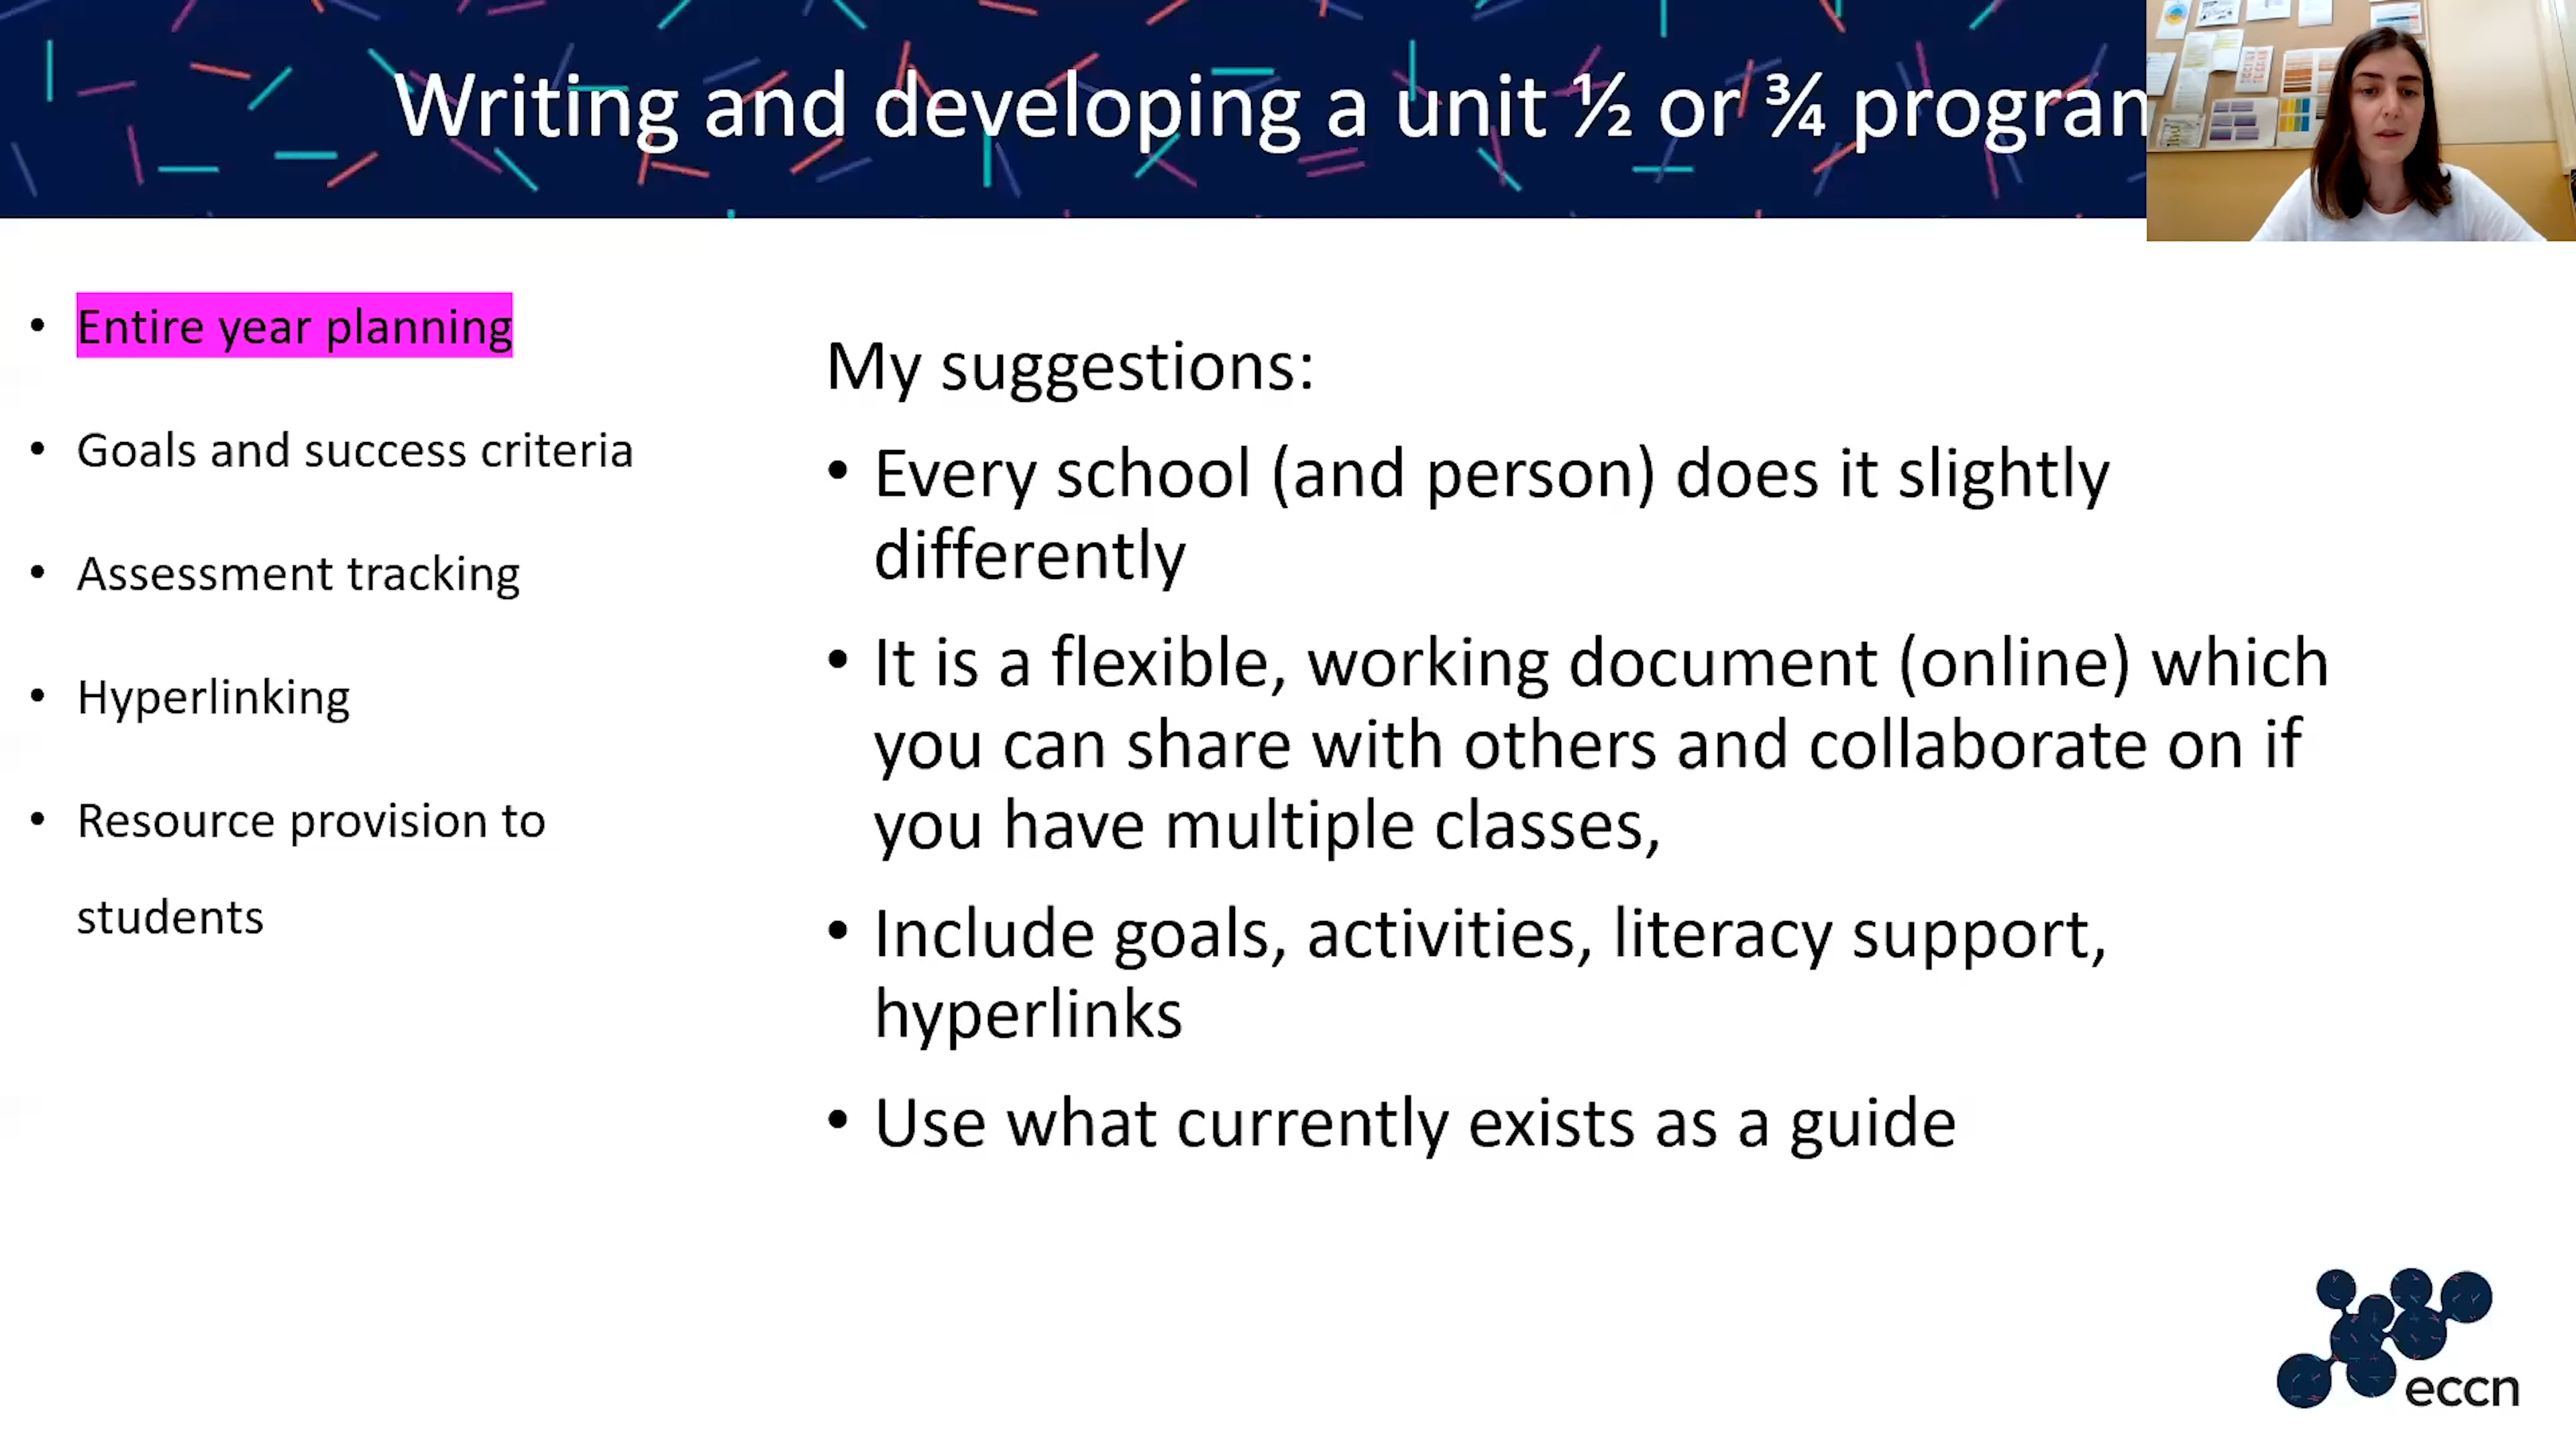 Writing and developing a unit ½ or ¾ program
• Entire year planning
• Goals and success criteria
• Assessment tracking
• Hyperlinking
• Resource provision to
students
My suggestions:
• Every school (and person) does it slightly
differently
• It is a flexible, working document (online) which
you can share with others and collaborate on if
you have multiple classes,
• Include goals, activities, literacy support,
hyperlinks
• Use what currently exists as a guide
eccn